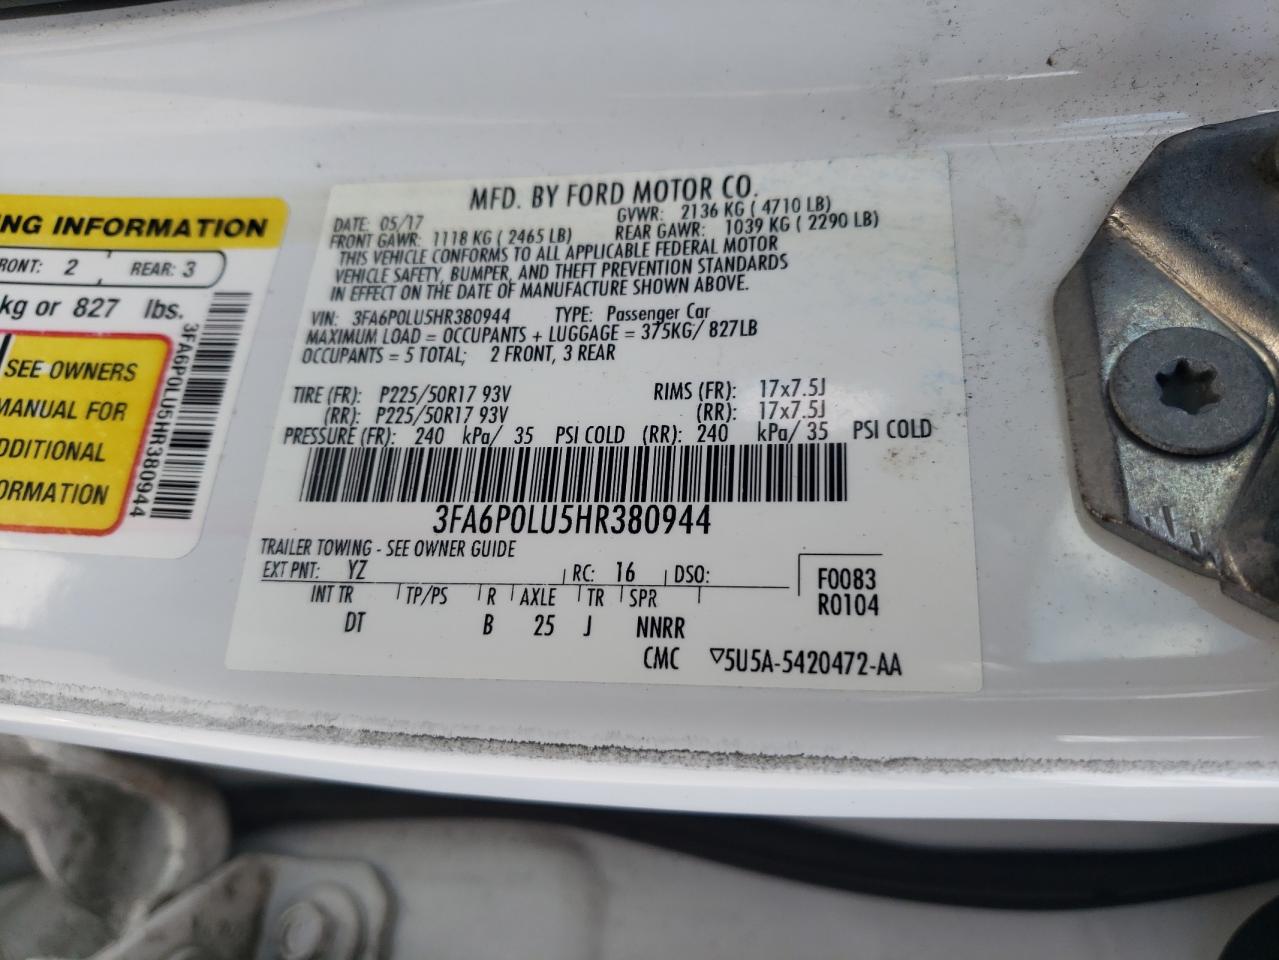 NG INFORMATION
RONT: 2 REAR: 3
kg or 827 lbs.
SEE OWNERS
MANUAL FOR
DDITIONAL
ORMATION
3FA6P0LU5HR380944
MFD. BY FORD MOTOR CO.
DATE: 05/17 GVWR: 2136 KG ( 4710 LB)
FRONT GAWR: 1118 KG ( 2465 LB) REAR GAWR: 1039 KG ( 2290 LB)
THIS VEHICLE CONFORMS TO ALL APPLICABLE FEDERAL MOTOR
VEHICLE SAFETY, BUMPER, AND THEFT PREVENTION STANDARDS
IN EFFECT ON THE DATE OF MANUFACTURE SHOWN ABOVE.
VIN: 3FA6P0LU5HR380944 TYPE: Passenger Car
MAXIMUM LOAD = OCCUPANTS + LUGGAGE = 375KG/ 827LB
OCCUPANTS = 5 TOTAL; 2 FRONT, 3 REAR
TIRE (FR): P225/50R17 93V RIMS (FR): 17x7.5J
(RR): P225/50R17 93V (RR): 17x7.5J
PRESSURE (FR): 240 kPa/ 35 PSI COLD (RR): 240 kPa/ 35 PSI COLD
3FA6P0LU5HR380944
TRAILER TOWING - SEE OWNER GUIDE
EXT PNT: YZ RC: 16 DSO: F0083
INT TR TP/PS R AXLE TR SPR R0104
DT B 25 J NNRR
CMC ▽5U5A-5420472-AA